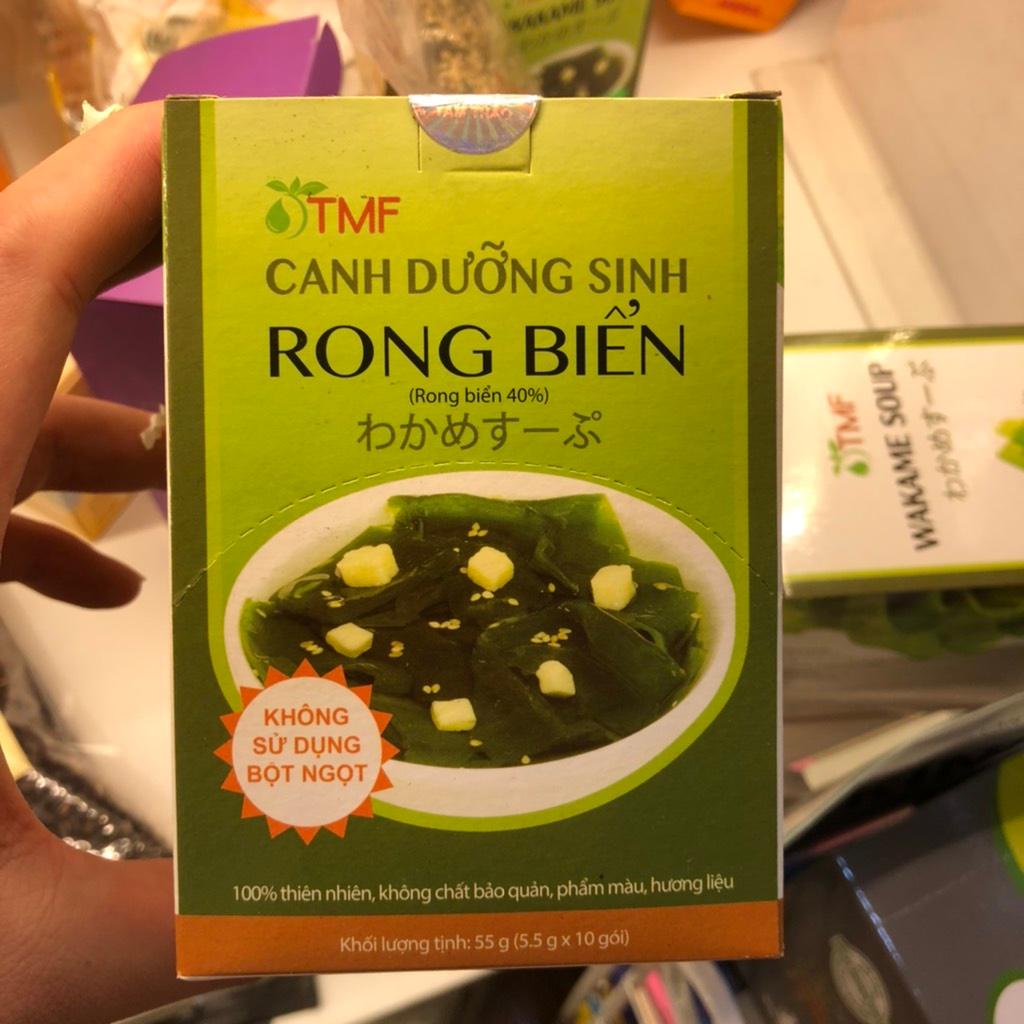 TMF
CANH DƯỠNG SINH
RONG BIỂN
(Rong biển 40%)
わかめすーぷ
KHÔNG
SỬ DỤNG
BỘT NGỌT
100% thiên nhiên, không chất bảo quản, phẩm màu, hương liệu
Khối lượng tịnh: 55 g (5.5 g x 10 gói)
TMF
WAKAME SOUP
わかめすーぷ